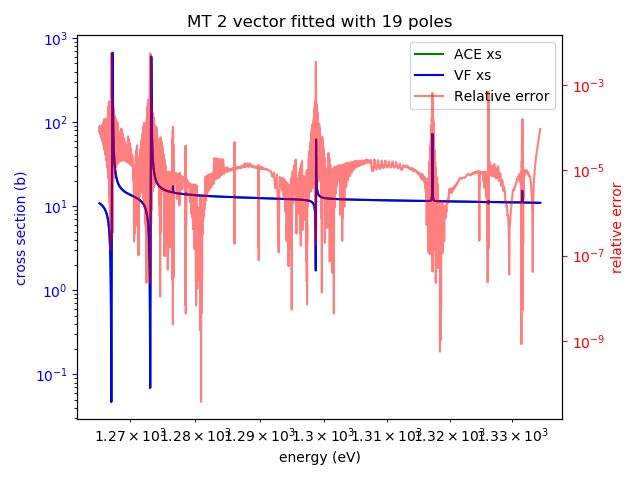 MT 2 vector fitted with 19 poles
ACE xs
VF xs
Relative error
cross section (b)
10³
10²
10¹
10⁰
10⁻¹
10⁻³
10⁻⁵
10⁻⁷
10⁻⁹
relative error
1.27×10³ 1.28×10³ 1.29×10³ 1.3×10³ 1.31×10³ 1.32×10³ 1.33×10³
energy (eV)